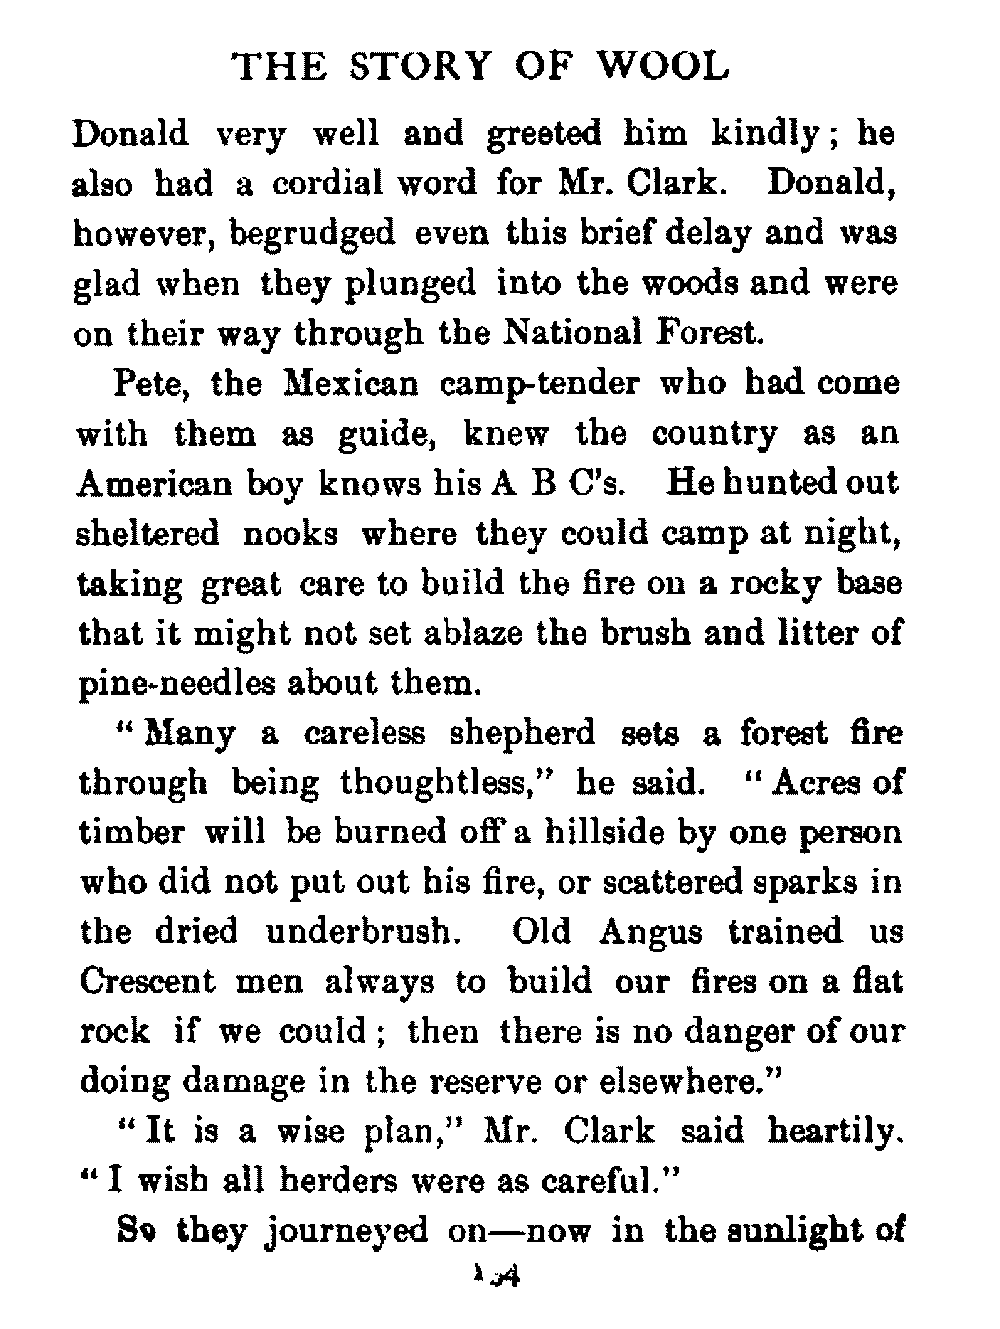 THE STORY OF WOOL
Donald very well and greeted him kindly; he
also had a cordial word for Mr. Clark. Donald,
however, begrudged even this brief delay and was
glad when they plunged into the woods and were
on their way through the National Forest.
Pete, the Mexican camp-tender who had come
with them as guide, knew the country as an
American boy knows his A B C's. He hunted out
sheltered nooks where they could camp at night,
taking great care to build the fire on a rocky base
that it might not set ablaze the brush and litter of
pine-needles about them.
"Many a careless shepherd sets a forest fire
through being thoughtless," he said. "Acres of
timber will be burned off a hillside by one person
who did not put out his fire, or scattered sparks in
the dried underbrush. Old Angus trained us
Crescent men always to build our fires on a flat
rock if we could; then there is no danger of our
doing damage in the reserve or elsewhere."
"It is a wise plan," Mr. Clark said heartily.
"I wish all herders were as careful."
So they journeyed on—now in the sunlight of